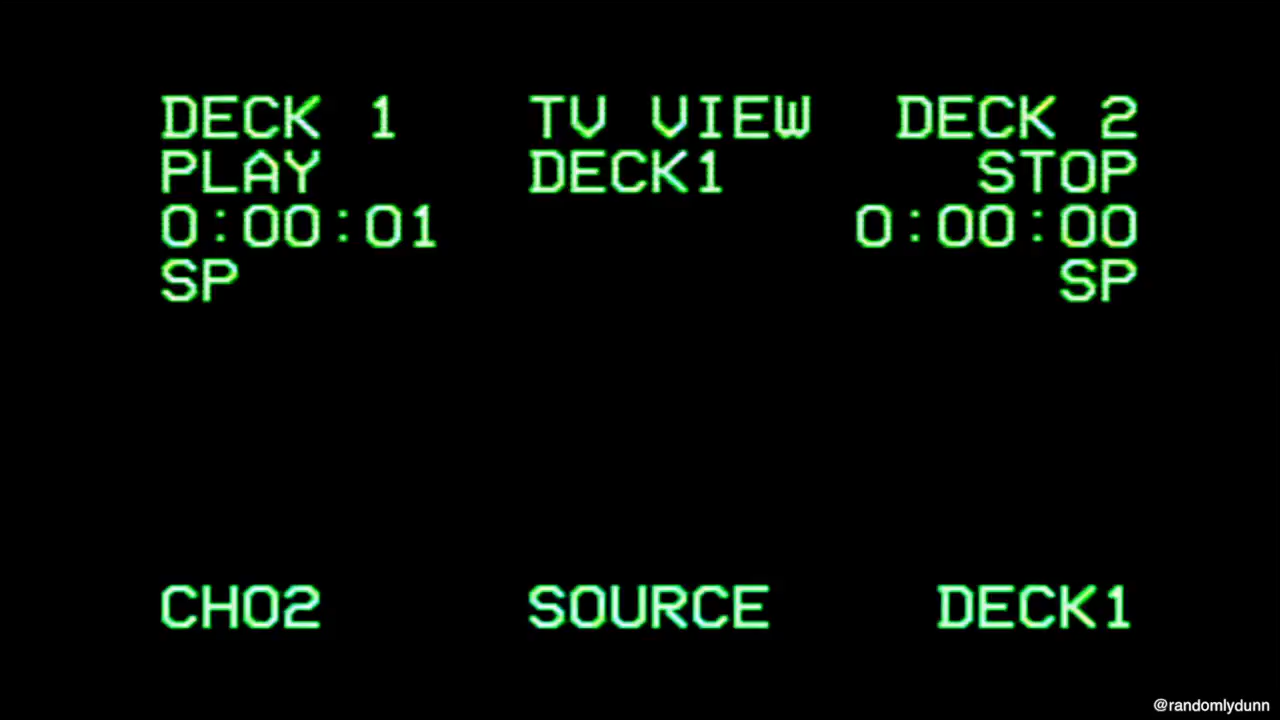 DECK 1 TV VIEW DECK 2
PLAY DECK1 STOP
0:00:01 0:00:00
SP SP
CH02 SOURCE DECK1
@randomlydunn